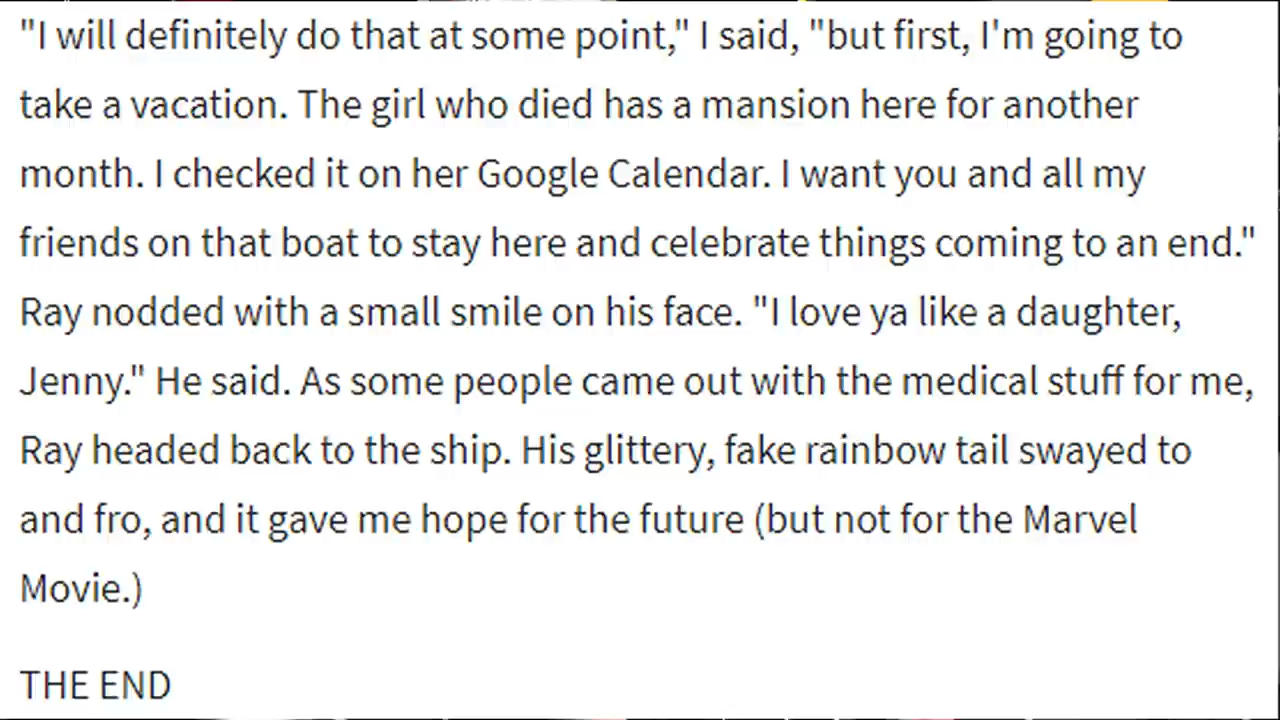 "I will definitely do that at some point," I said, "but first, I'm going to
take a vacation. The girl who died has a mansion here for another
month. I checked it on her Google Calendar. I want you and all my
friends on that boat to stay here and celebrate things coming to an end."
Ray nodded with a small smile on his face. "I love ya like a daughter,
Jenny." He said. As some people came out with the medical stuff for me,
Ray headed back to the ship. His glittery, fake rainbow tail swayed to
and fro, and it gave me hope for the future (but not for the Marvel
Movie.)
THE END